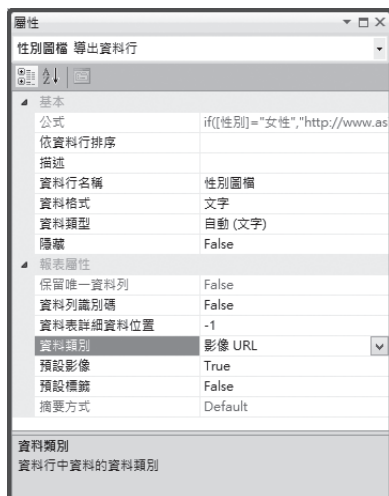 屬性
性別圖檔 導出資料行
基本
公式 if([性別]="女性","http://www.as
依資料行排序
描述
資料行名稱 性別圖檔
資料格式 文字
資料類型 自動 (文字)
隱藏 False
報表屬性
保留唯一資料列 False
資料列識別碼 False
資料表詳細資料位置 -1
資料類別 影像 URL
預設影像 True
預設標籤 False
摘要方式 Default
資料類別
資料行中資料的資料類別